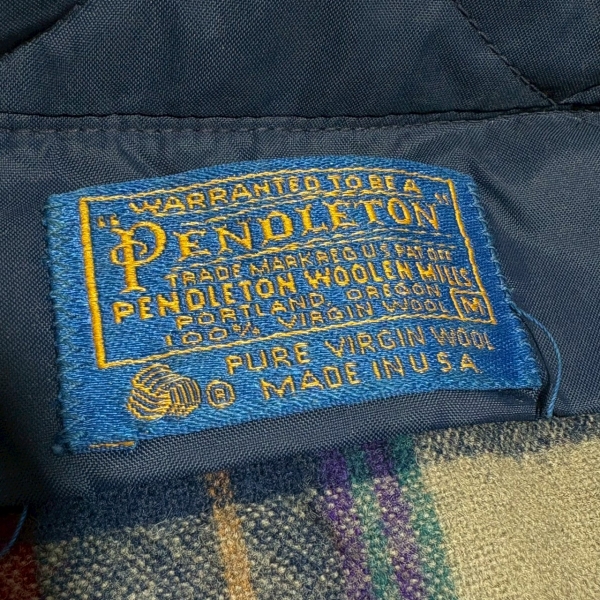 WARRANTED TO BE A
"PENDLETON"
TRADE MARK REG U S PAT OFF
PENDLETON WOOLEN MILLS
PORTLAND, OREGON
100% VIRGIN WOOL M
PURE VIRGIN WOOL
® MADE IN U.S.A